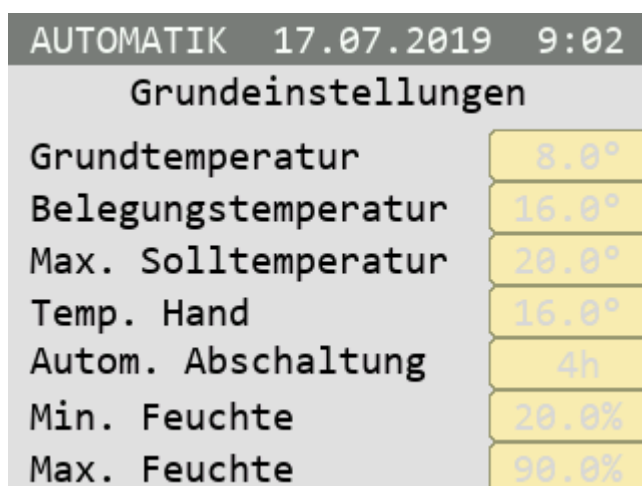 AUTOMATIK 17.07.2019 9:02
Grundeinstellungen
Grundtemperatur 8.0°
Belegungstemperatur 16.0°
Max. Solltemperatur 20.0°
Temp. Hand 16.0°
Autom. Abschaltung 4h
Min. Feuchte 20.0%
Max. Feuchte 90.0%